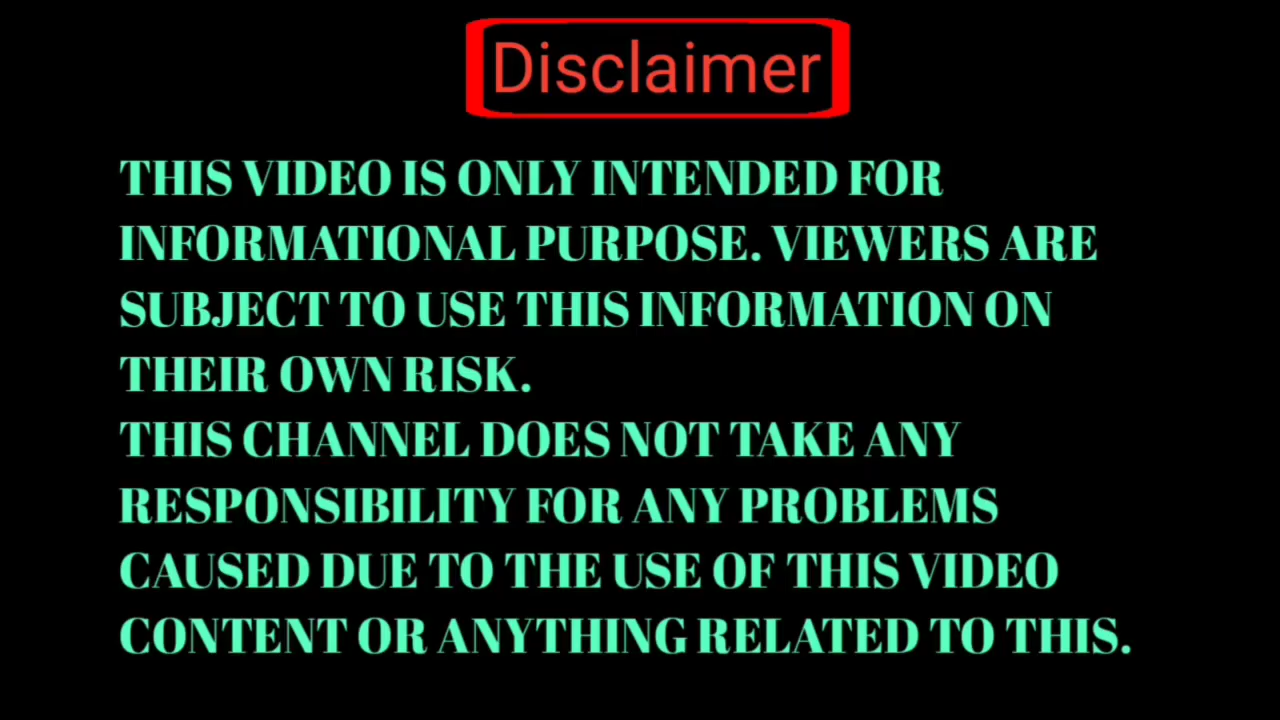 Disclaimer
THIS VIDEO IS ONLY INTENDED FOR
INFORMATIONAL PURPOSE. VIEWERS ARE
SUBJECT TO USE THIS INFORMATION ON
THEIR OWN RISK.
THIS CHANNEL DOES NOT TAKE ANY
RESPONSIBILITY FOR ANY PROBLEMS
CAUSED DUE TO THE USE OF THIS VIDEO
CONTENT OR ANYTHING RELATED TO THIS.